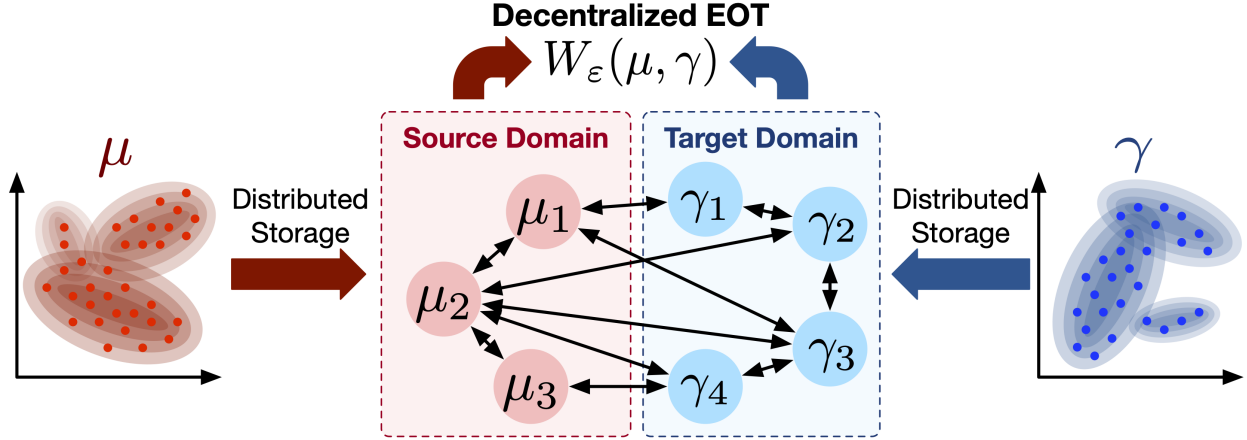 Decentralized EOT
W_ε(μ, γ)
Source Domain
Target Domain
μ
γ
Distributed
Storage
Distributed
Storage
μ₁
γ₁
γ₂
μ₂
γ₃
μ₃
γ₄